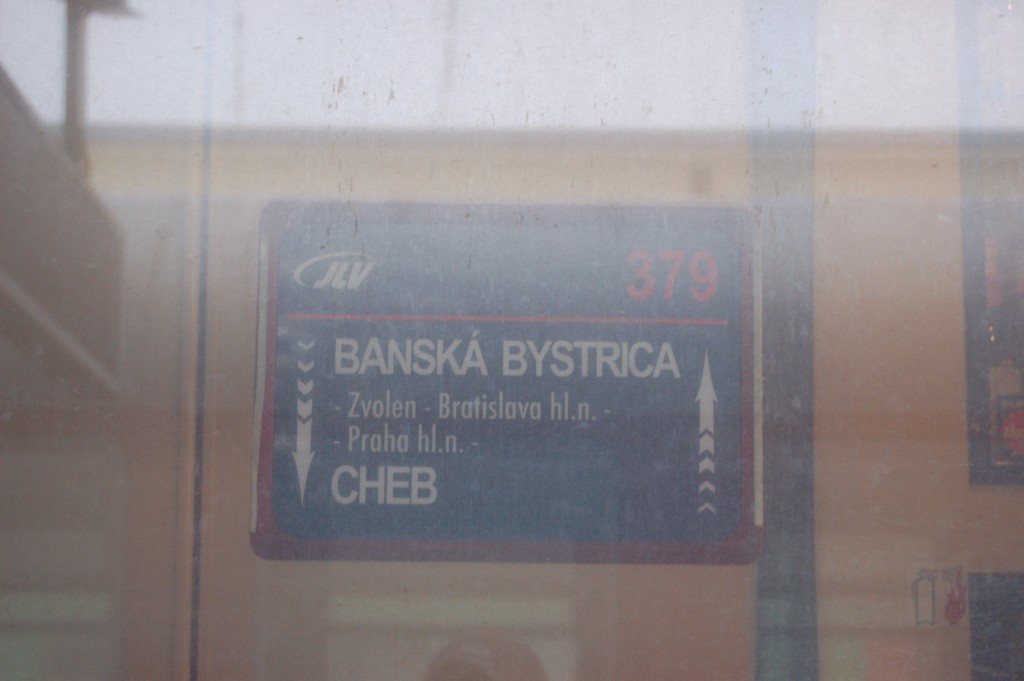 JLV 379
BANSKÁ BYSTRICA
- Zvolen - Bratislava hl.n. -
- Praha hl.n. -
CHEB